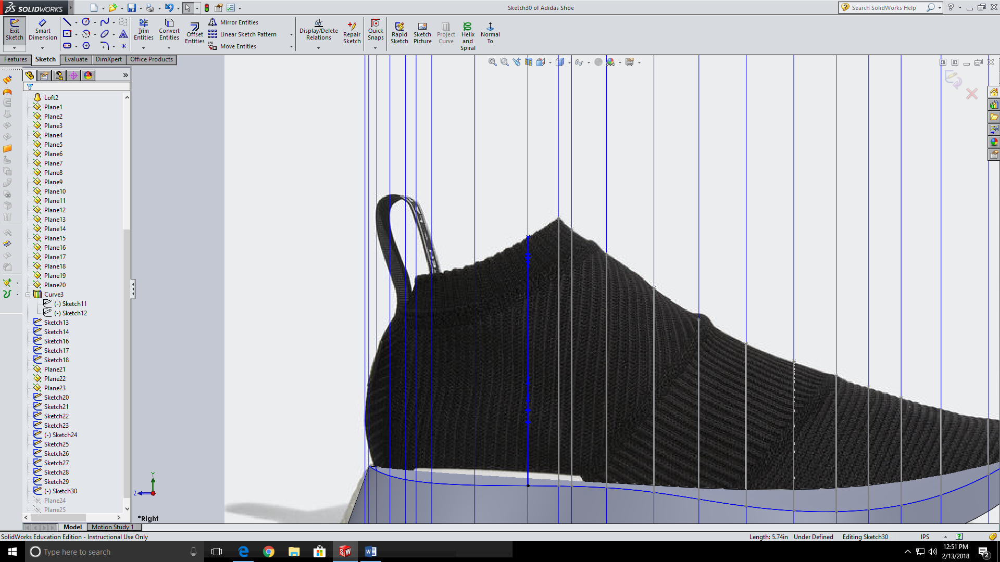 SOLIDWORKS
Sketch30 of Adidas Shoe
Search SolidWorks Help
Exit Sketch
Smart Dimension
Trim Entities
Convert Entities
Offset Entities
Mirror Entities
Linear Sketch Pattern
Move Entities
Display/Delete Relations
Repair Sketch
Quick Snaps
Rapid Sketch
Sketch Picture
Project Curve
Helix and Spiral
Normal To
Features
Sketch
Evaluate
DimXpert
Office Products
Loft2
Plane1
Plane2
Plane3
Plane4
Plane5
Plane6
Plane7
Plane8
Plane9
Plane10
Plane11
Plane12
Plane13
Plane14
Plane15
Plane16
Plane17
Plane18
Plane19
Plane20
Curve3
(-) Sketch11
(-) Sketch12
Sketch13
Sketch14
Sketch16
Sketch17
Sketch18
Plane21
Plane22
Plane23
Sketch20
Sketch21
Sketch22
Sketch23
(-) Sketch24
Sketch25
Sketch26
Sketch27
Sketch28
Sketch29
(-) Sketch30
Plane24
Plane25
Y
Z
*Right
Model
Motion Study 1
SolidWorks Education Edition - Instructional Use Only
Length: 5.74in
Under Defined
Editing Sketch30
IPS
Type here to search
12:51 PM
2/13/2018
2